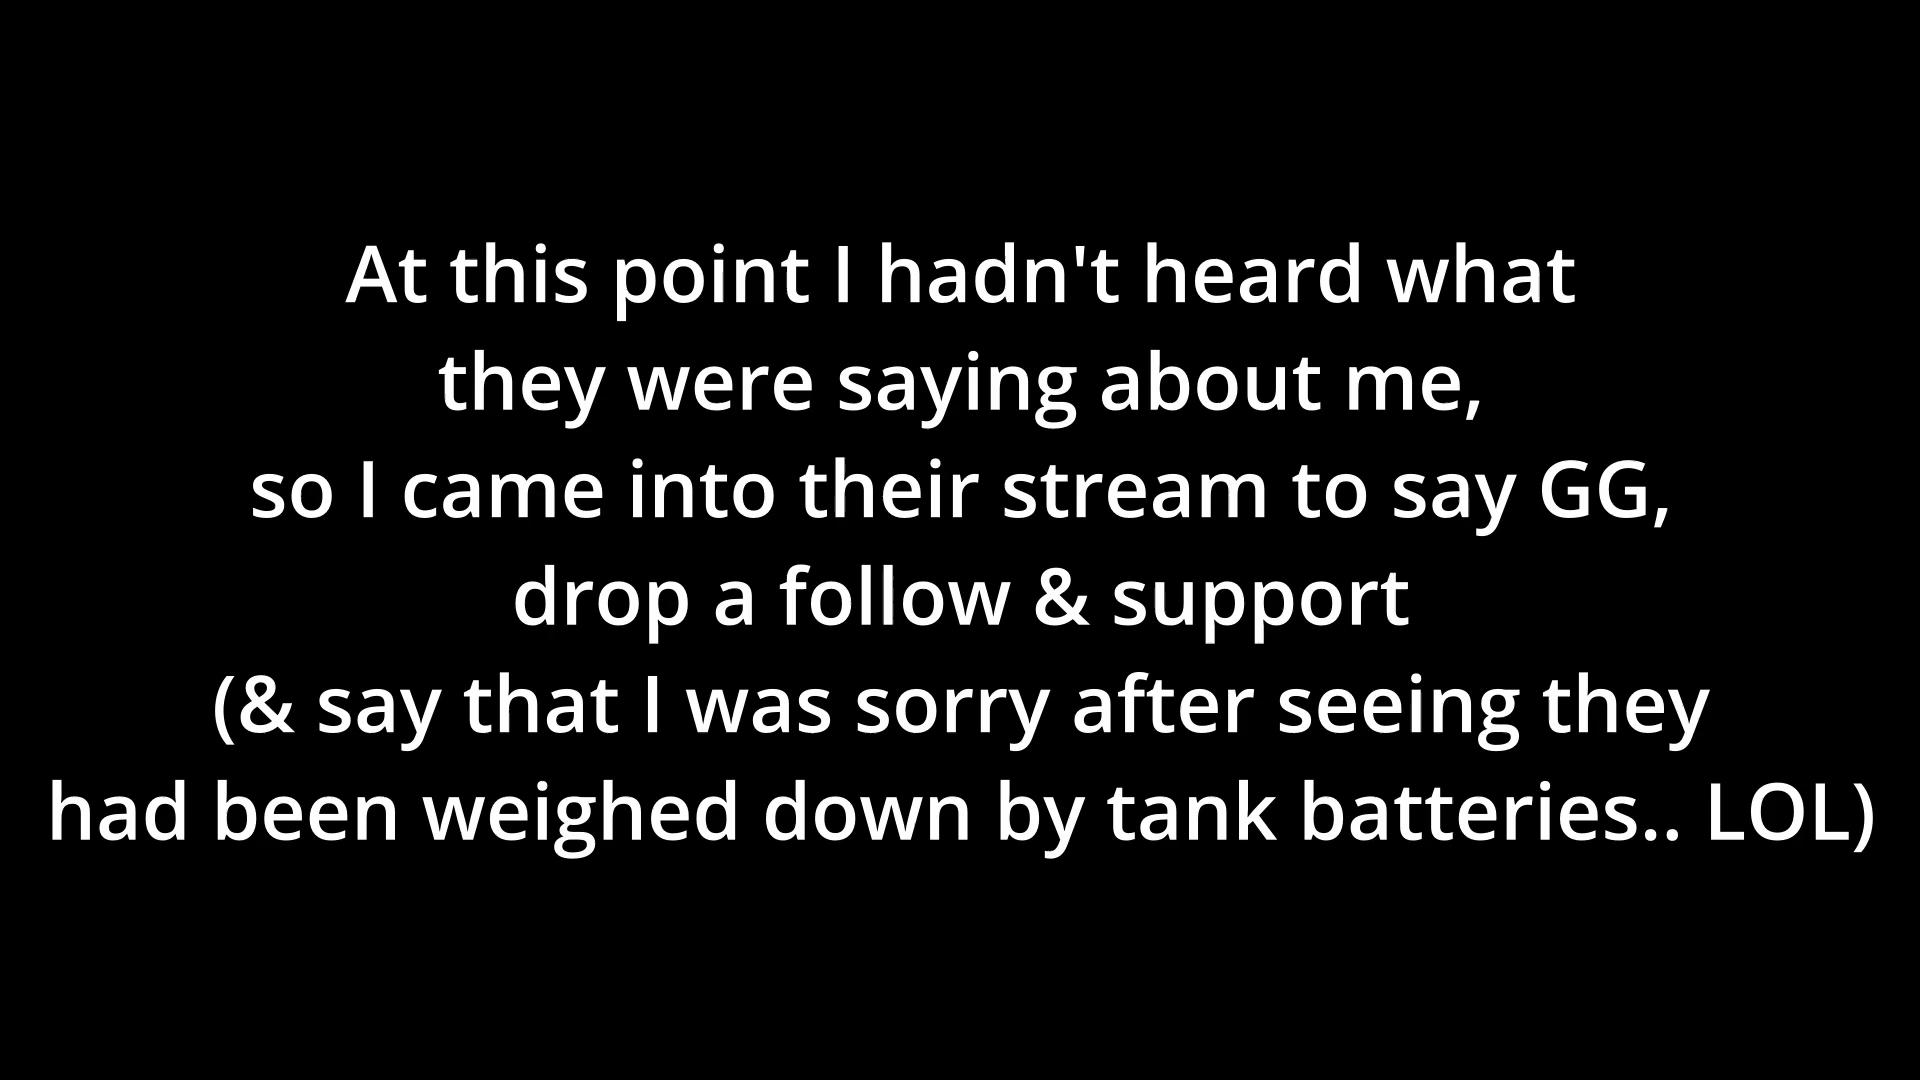 At this point I hadn't heard what
they were saying about me,
so I came into their stream to say GG,
drop a follow & support
(& say that I was sorry after seeing they
had been weighed down by tank batteries.. LOL)